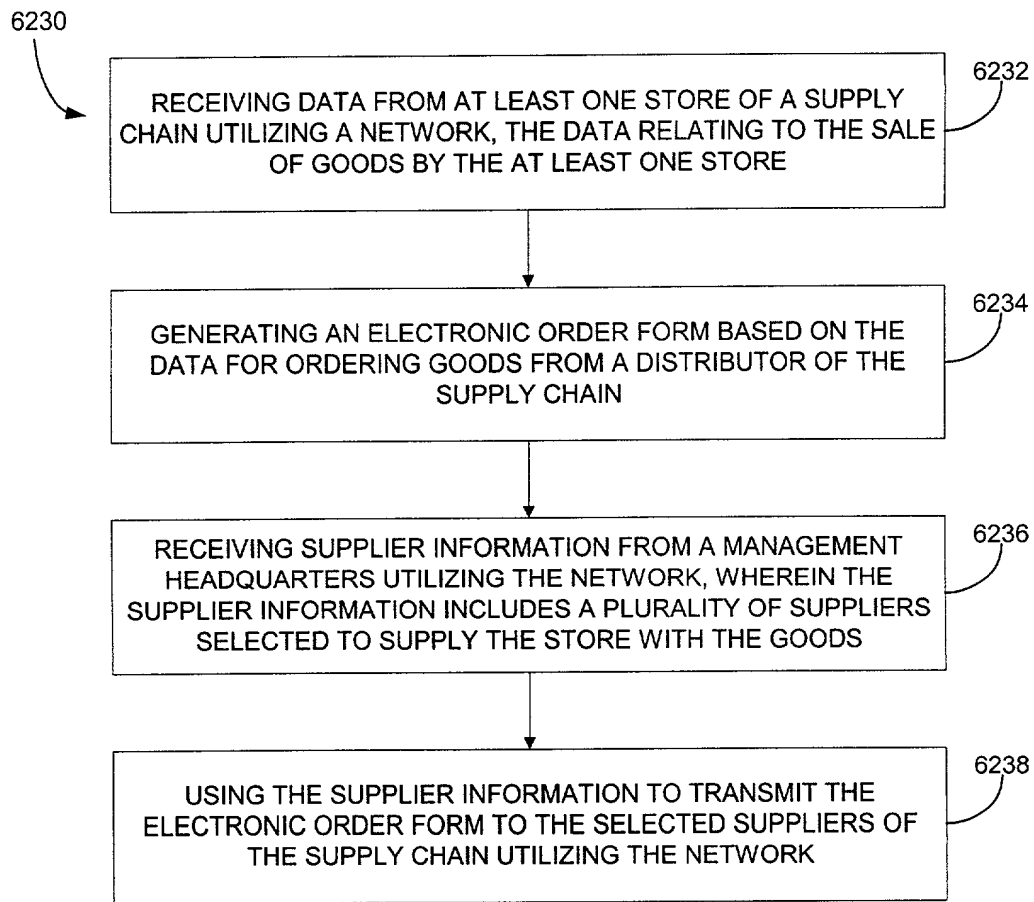 6230
6232
RECEIVING DATA FROM AT LEAST ONE STORE OF A SUPPLY
CHAIN UTILIZING A NETWORK, THE DATA RELATING TO THE SALE
OF GOODS BY THE AT LEAST ONE STORE
6234
GENERATING AN ELECTRONIC ORDER FORM BASED ON THE
DATA FOR ORDERING GOODS FROM A DISTRIBUTOR OF THE
SUPPLY CHAIN
6236
RECEIVING SUPPLIER INFORMATION FROM A MANAGEMENT
HEADQUARTERS UTILIZING THE NETWORK, WHEREIN THE
SUPPLIER INFORMATION INCLUDES A PLURALITY OF SUPPLIERS
SELECTED TO SUPPLY THE STORE WITH THE GOODS
6238
USING THE SUPPLIER INFORMATION TO TRANSMIT THE
ELECTRONIC ORDER FORM TO THE SELECTED SUPPLIERS OF
THE SUPPLY CHAIN UTILIZING THE NETWORK